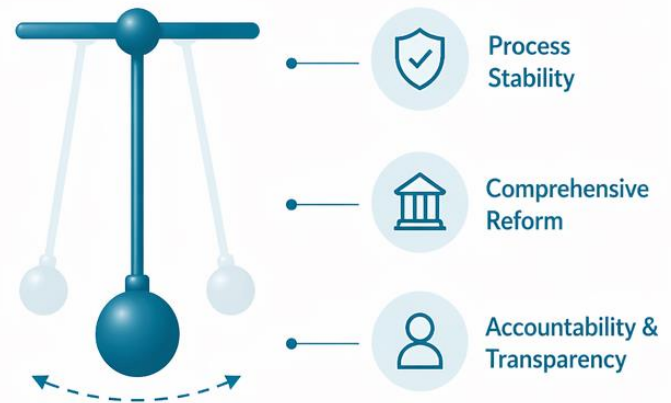 Process
Stability
Comprehensive
Reform
Accountability &
Transparency